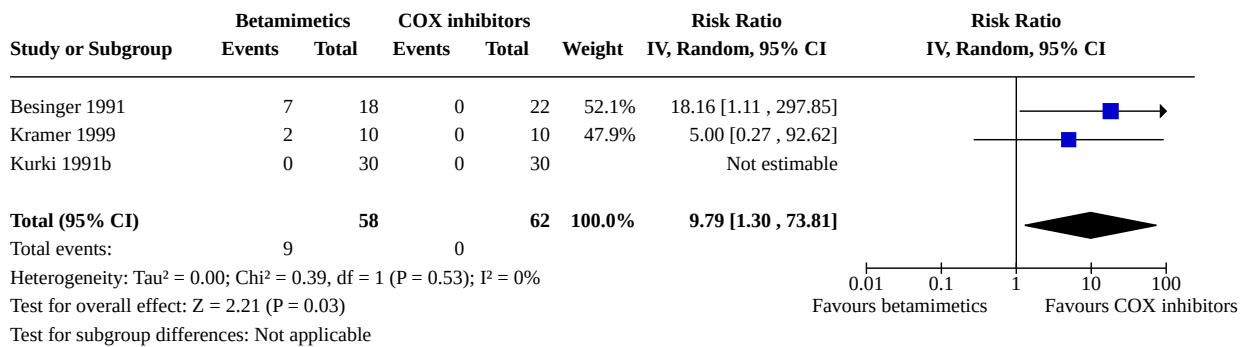 Betamimetics COX inhibitors Risk Ratio Risk Ratio
Study or Subgroup Events Total Events Total Weight IV, Random, 95% CI IV, Random, 95% CI
Besinger 1991 7 18 0 22 52.1% 18.16 [1.11 , 297.85]
Kramer 1999 2 10 0 10 47.9% 5.00 [0.27 , 92.62]
Kurki 1991b 0 30 0 30 Not estimable
Total (95% CI) 58 62 100.0% 9.79 [1.30 , 73.81]
Total events: 9 0
Heterogeneity: Tau² = 0.00; Chi² = 0.39, df = 1 (P = 0.53); I² = 0%
0.01 0.1 1 10 100
Test for overall effect: Z = 2.21 (P = 0.03)
Favours betamimetics Favours COX inhibitors
Test for subgroup differences: Not applicable